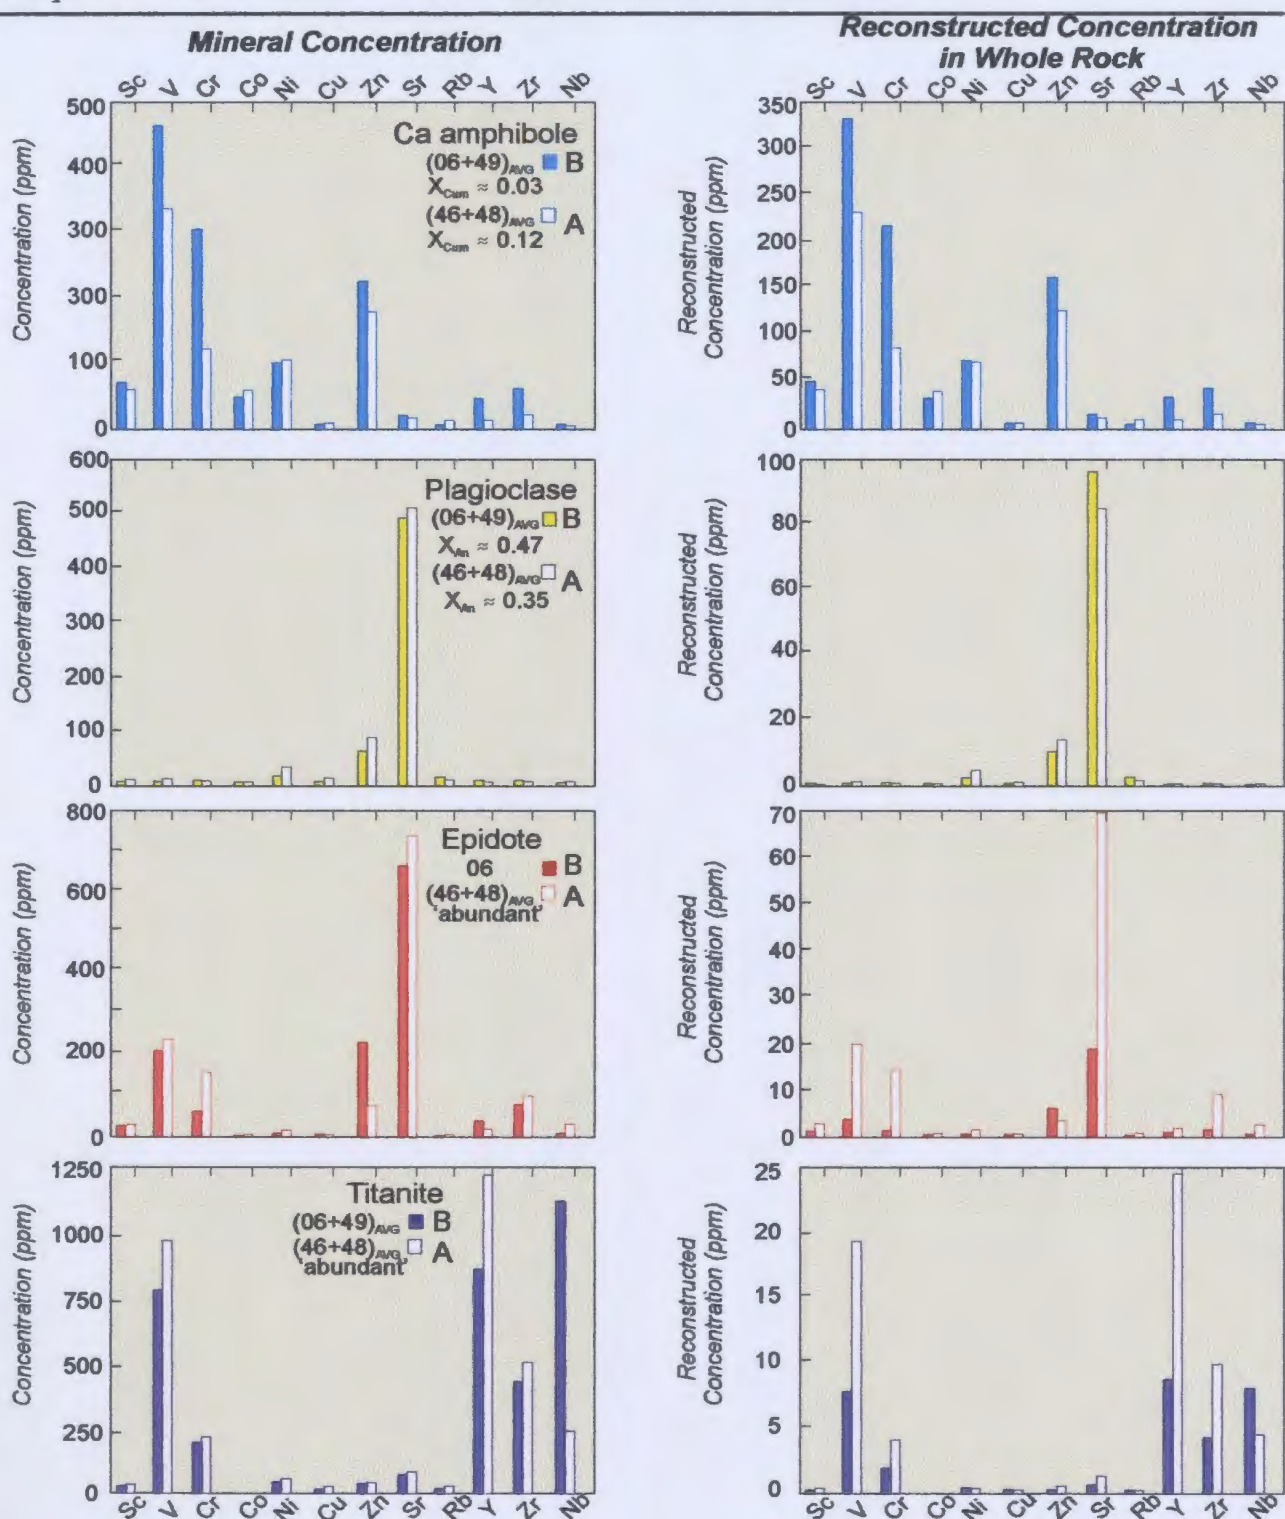 Mineral Concentration
Reconstructed Concentration
in Whole Rock
Sc V Cr Co Ni Cu Zn Sr Rb Y Zr Nb
500
400
300
300
100
0
Concentration (ppm)
Ca amphibole
(06+49)AVG B
XCum ≈ 0.03
(46+48)AVG A
XCum ≈ 0.12
Sc V Cr Co Ni Cu Zn Sr Rb Y Zr Nb
350
300
250
200
150
100
50
0
Reconstructed
Concentration (ppm)
600
500
400
300
200
100
0
Concentration (ppm)
Plagioclase
(06+49)AVG B
XAn ≈ 0.47
(46+48)AVG A
XAn ≈ 0.35
100
80
60
40
20
0
Reconstructed
Concentration (ppm)
800
600
400
200
0
Concentration (ppm)
Epidote
06 B
(46+48)AVG A
'abundant'
70
60
50
40
30
20
10
0
Reconstructed
Concentration (ppm)
1250
1000
750
500
250
0
Concentration (ppm)
Titanite
(06+49)AVG B
(46+48)AVG A
'abundant'
Sc V Cr Co Ni Cu Zn Sr Rb Y Zr Nb
25
20
15
10
5
0
Reconstructed
Concentration (ppm)
Sc V Cr Co Ni Cu Zn Sr Rb Y Zr Nb